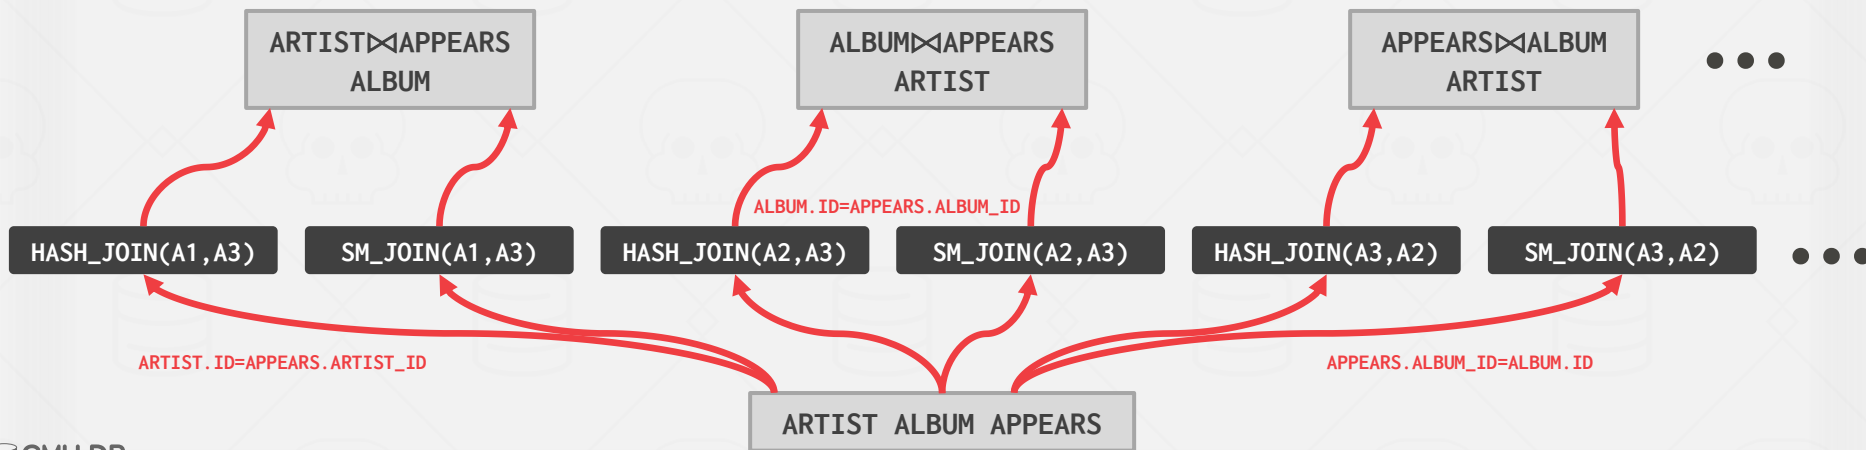 ARTIST⋈APPEARS
ALBUM
ALBUM⋈APPEARS
ARTIST
APPEARS⋈ALBUM
ARTIST
•••
ALBUM.ID=APPEARS.ALBUM_ID
HASH_JOIN(A1,A3)
SM_JOIN(A1,A3)
HASH_JOIN(A2,A3)
SM_JOIN(A2,A3)
HASH_JOIN(A3,A2)
SM_JOIN(A3,A2)
•••
ARTIST.ID=APPEARS.ARTIST_ID
APPEARS.ALBUM_ID=ALBUM.ID
ARTIST ALBUM APPEARS